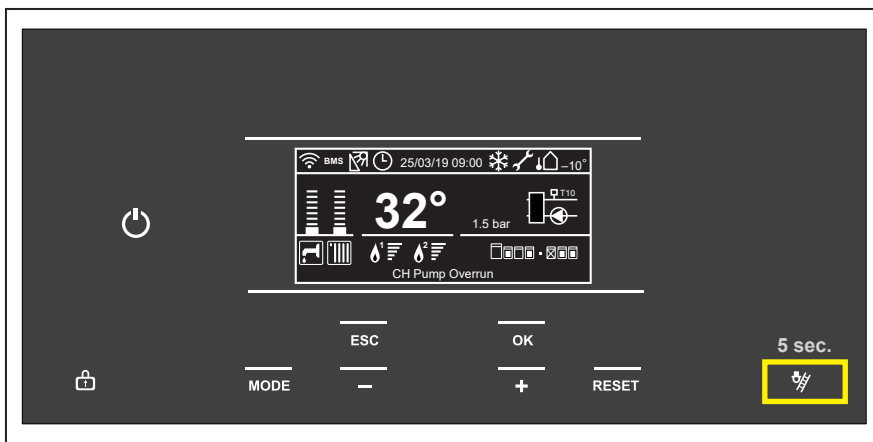 BMS 25/03/19 09:00 –10°
T10
32° 1.5 bar
1 2
CH Pump Overrun
ESC OK
5 sec.
MODE – + RESET